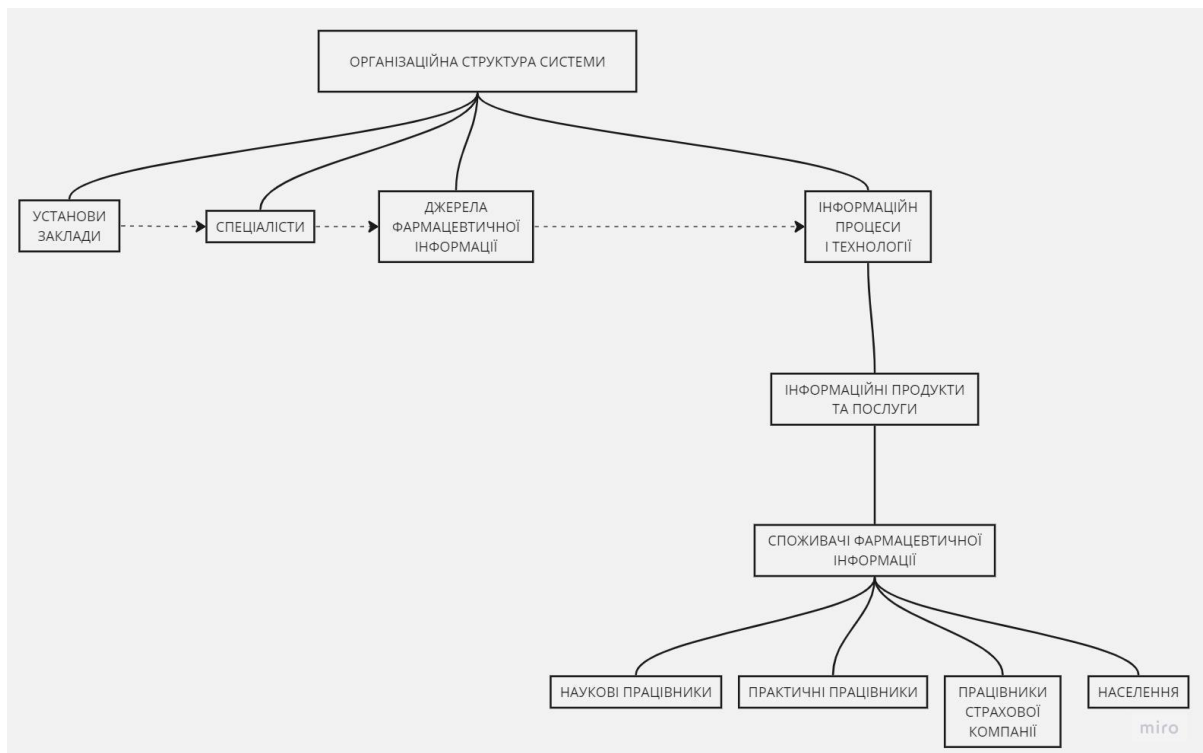 ОРГАНІЗАЦІЙНА СТРУКТУРА СИСТЕМИ
УСТАНОВИ
ЗАКЛАДИ
СПЕЦІАЛІСТИ
ДЖЕРЕЛА
ФАРМАЦЕВТИЧНОЇ
ІНФОРМАЦІЇ
ІНФОРМАЦІЙН
ПРОЦЕСИ
І ТЕХНОЛОГІЇ
ІНФОРМАЦІЙНІ ПРОДУКТИ
ТА ПОСЛУГИ
СПОЖИВАЧІ ФАРМАЦЕВТИЧНОЇ
ІНФОРМАЦІЇ
НАУКОВІ ПРАЦІВНИКИ
ПРАКТИЧНІ ПРАЦІВНИКИ
ПРАЦІВНИКИ
СТРАХОВОЇ
КОМПАНІЇ
НАСЕЛЕННЯ
miro